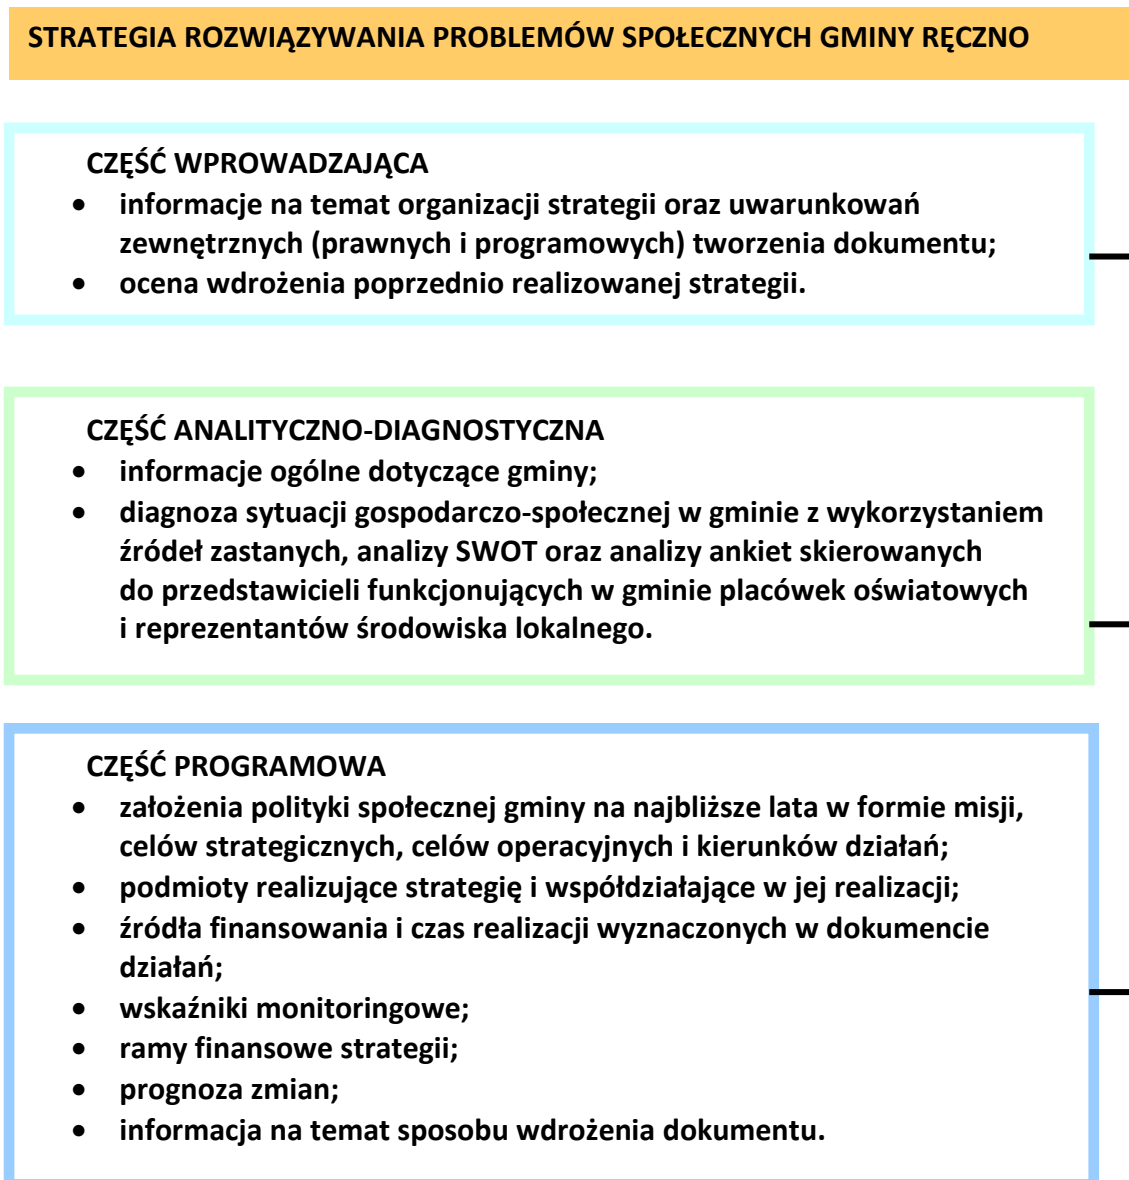 STRATEGIA ROZWIĄZYWANIA PROBLEMÓW SPOŁECZNYCH GMINY RĘCZNO
CZĘŚĆ WPROWADZAJĄCA
• informacje na temat organizacji strategii oraz uwarunkowań
zewnętrznych (prawnych i programowych) tworzenia dokumentu;
• ocena wdrożenia poprzednio realizowanej strategii.
CZĘŚĆ ANALITYCZNO-DIAGNOSTYCZNA
• informacje ogólne dotyczące gminy;
• diagnoza sytuacji gospodarczo-społecznej w gminie z wykorzystaniem
źródeł zastanych, analizy SWOT oraz analizy ankiet skierowanych
do przedstawicieli funkcjonujących w gminie placówek oświatowych
i reprezentantów środowiska lokalnego.
CZĘŚĆ PROGRAMOWA
• założenia polityki społecznej gminy na najbliższe lata w formie misji,
celów strategicznych, celów operacyjnych i kierunków działań;
• podmioty realizujące strategię i współdziałające w jej realizacji;
• źródła finansowania i czas realizacji wyznaczonych w dokumencie
działań;
• wskaźniki monitoringowe;
• ramy finansowe strategii;
• prognoza zmian;
• informacja na temat sposobu wdrożenia dokumentu.